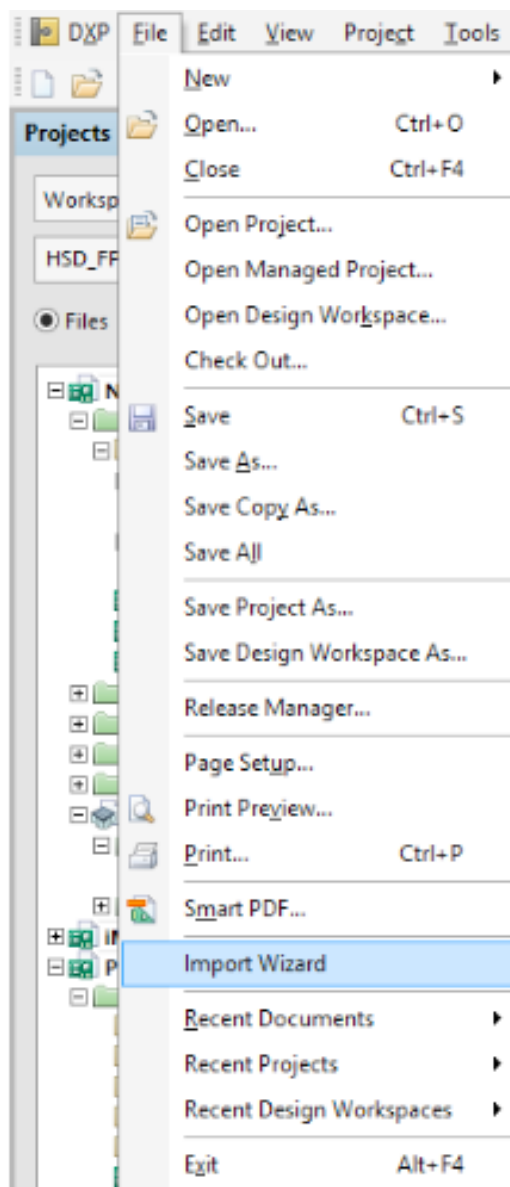 DXP File Edit View Project Tools
New
Projects
Open... Ctrl+O
Close Ctrl+F4
Open Project...
Open Managed Project...
Files
Open Design Workspace...
Check Out...
Save Ctrl+S
Save As...
Save Copy As...
Save All
Save Project As...
Save Design Workspace As...
Release Manager...
Page Setup...
Print Preview...
Print... Ctrl+P
Smart PDF...
Import Wizard
Recent Documents
Recent Projects
Recent Design Workspaces
Exit Alt+F4